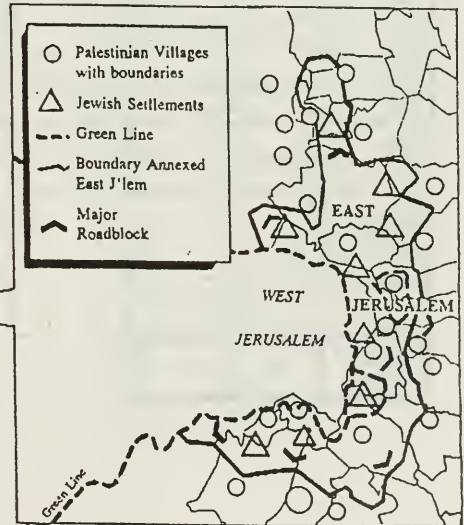 Palestinian Villages
with boundaries
Jewish Settlements
Green Line
Boundary Annexed
East J'lem
Major
Roadblock
EAST
WEST
JERUSALEM
JERUSALEM
Green Line